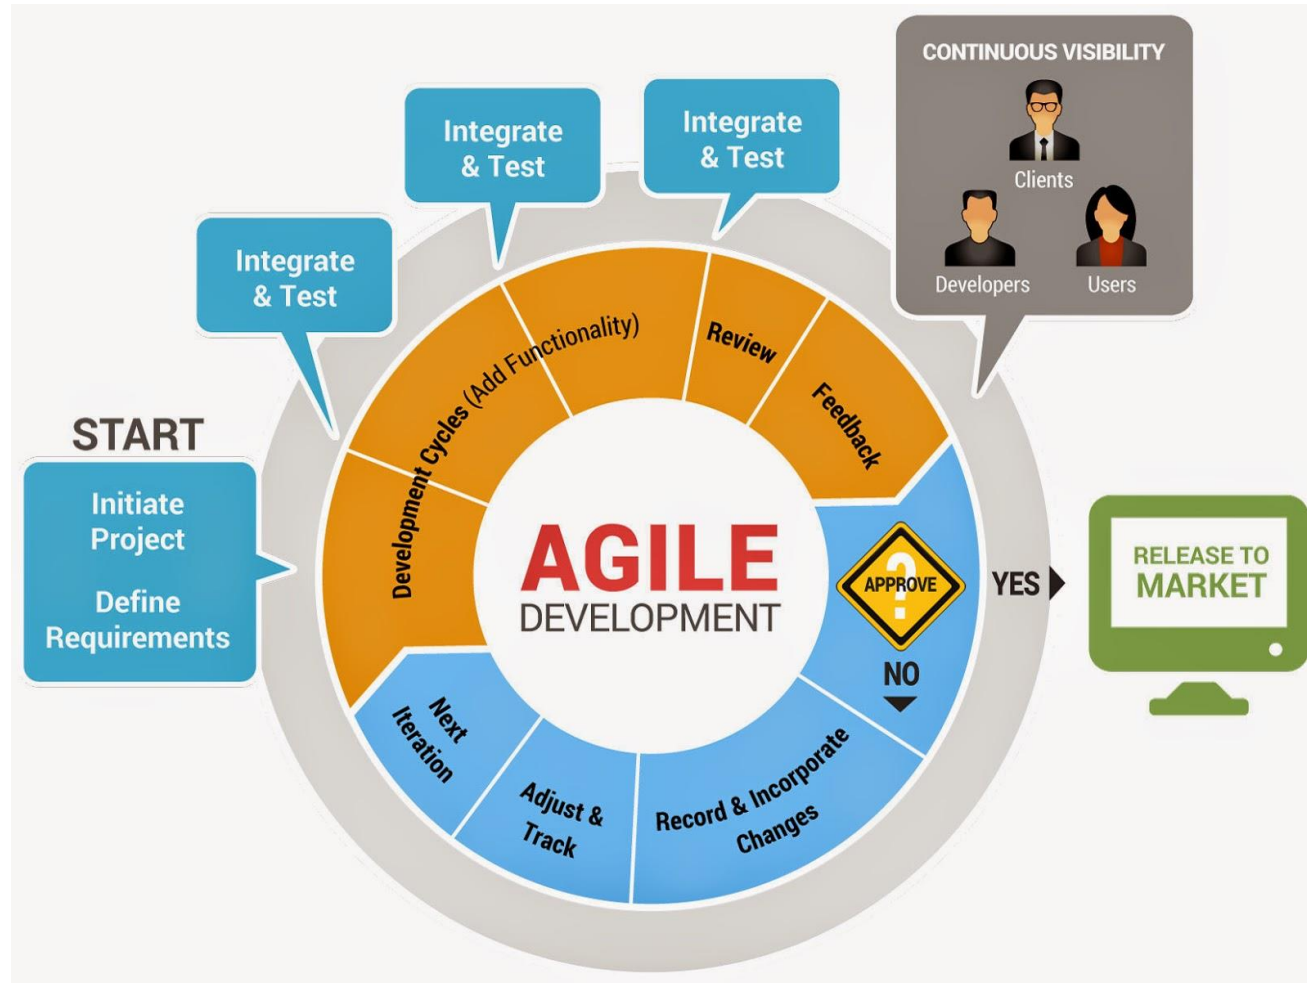 START
Initiate
Project
Define
Requirements
Integrate
& Test
Integrate
& Test
Integrate
& Test
CONTINUOUS VISIBILITY
Clients
Developers
Users
Development Cycles (Add Functionality)
Review
Feedback
?
APPROVE
YES
NO
RELEASE TO
MARKET
Record & Incorporate
Changes
Adjust &
Track
Next
Iteration
AGILE
DEVELOPMENT